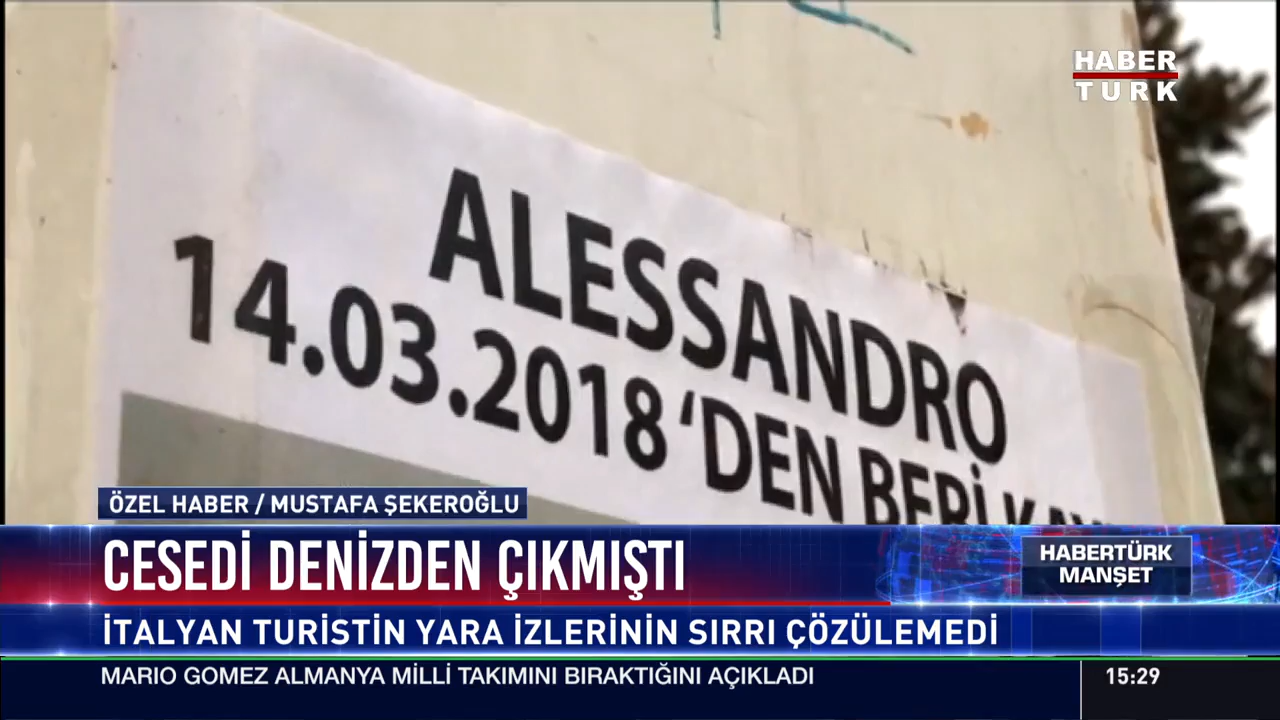 HABER
TURK
ALESSANDRO
14.03.2018'DEN BERİ
ÖZEL HABER / MUSTAFA ŞEKEROĞLU
CESEDİ DENİZDEN ÇIKMIŞTI
HABERTÜRK
MANŞET
İTALYAN TURİSTİN YARA İZLERİNİN SIRRI ÇÖZÜLEMEDİ
MARIO GOMEZ ALMANYA MİLLİ TAKIMINI BIRAKTIĞINI AÇIKLADI
15:29